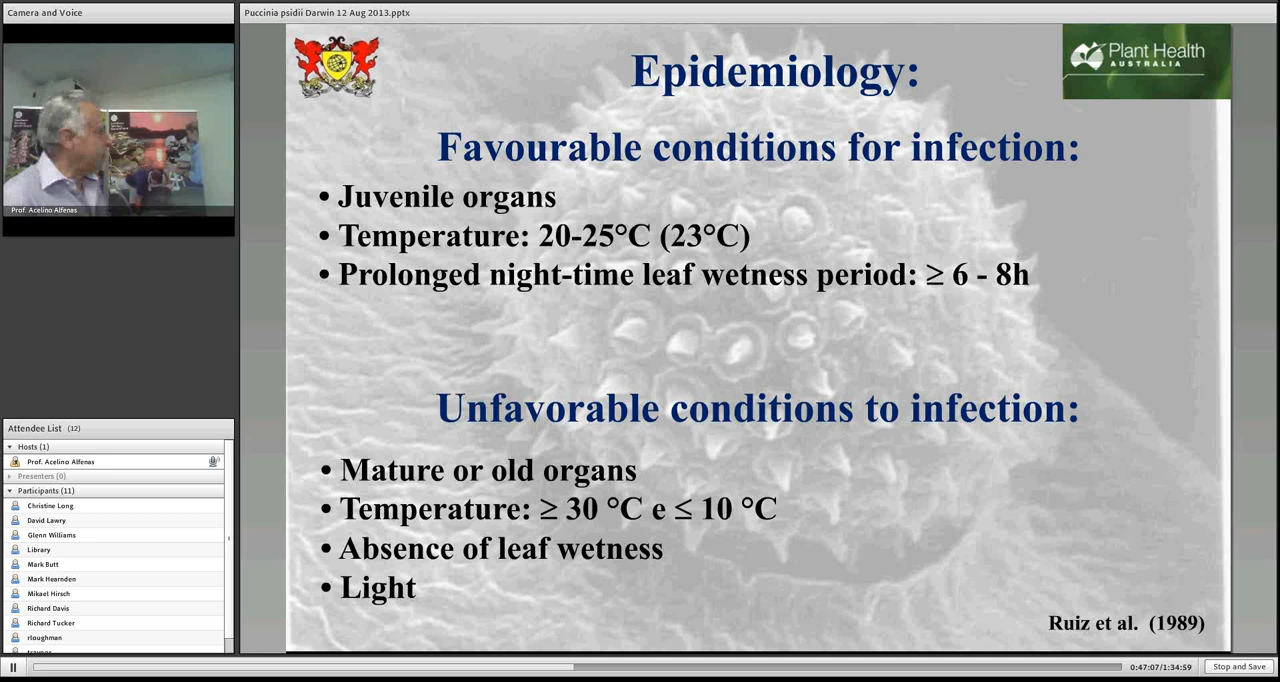 Camera and Voice
Prof. Acelino Alfenas
Attendee List (12)
Hosts (1)
Prof. Acelino Alfenas
Presenters (0)
Participants (11)
Christine Long
David Lawry
Glenn Williams
Library
Mark Butt
Mark Hearnden
Mikael Hirsch
Richard Davis
Richard Tucker
rloughman
Puccinia psidii Darwin 12 Aug 2013.pptx
Plant Health
AUSTRALIA
Epidemiology:
Favourable conditions for infection:
• Juvenile organs
• Temperature: 20-25°C (23°C)
• Prolonged night-time leaf wetness period: ≥ 6 - 8h
Unfavorable conditions to infection:
• Mature or old organs
• Temperature: ≥ 30 °C e ≤ 10 °C
• Absence of leaf wetness
• Light
Ruiz et al. (1989)
0:47:07/1:34:59
Stop and Save